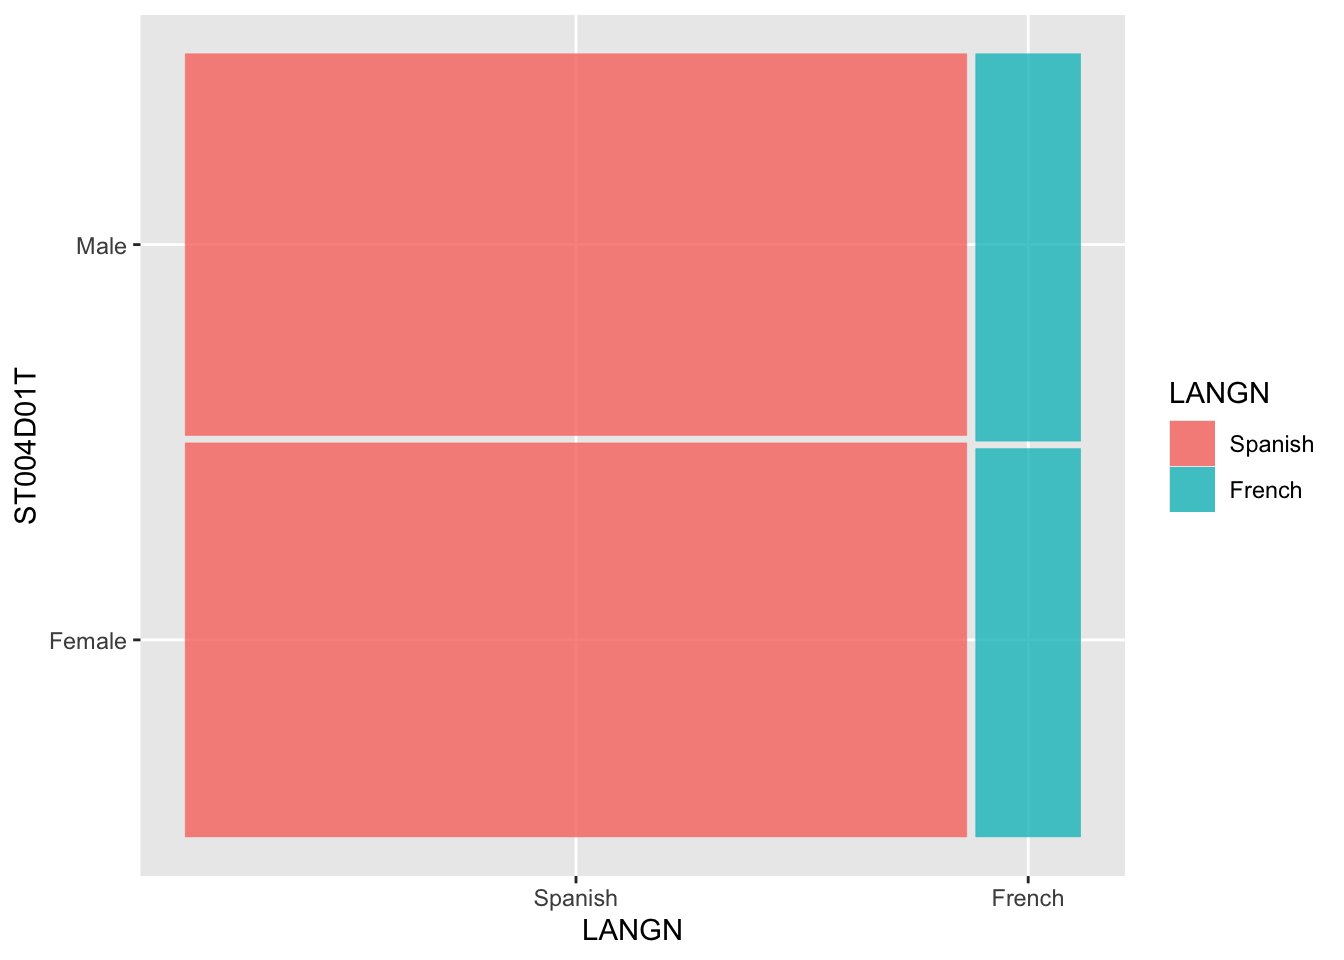 ST004D01T
Male
Female
Spanish
French
LANGN
LANGN
Spanish
French